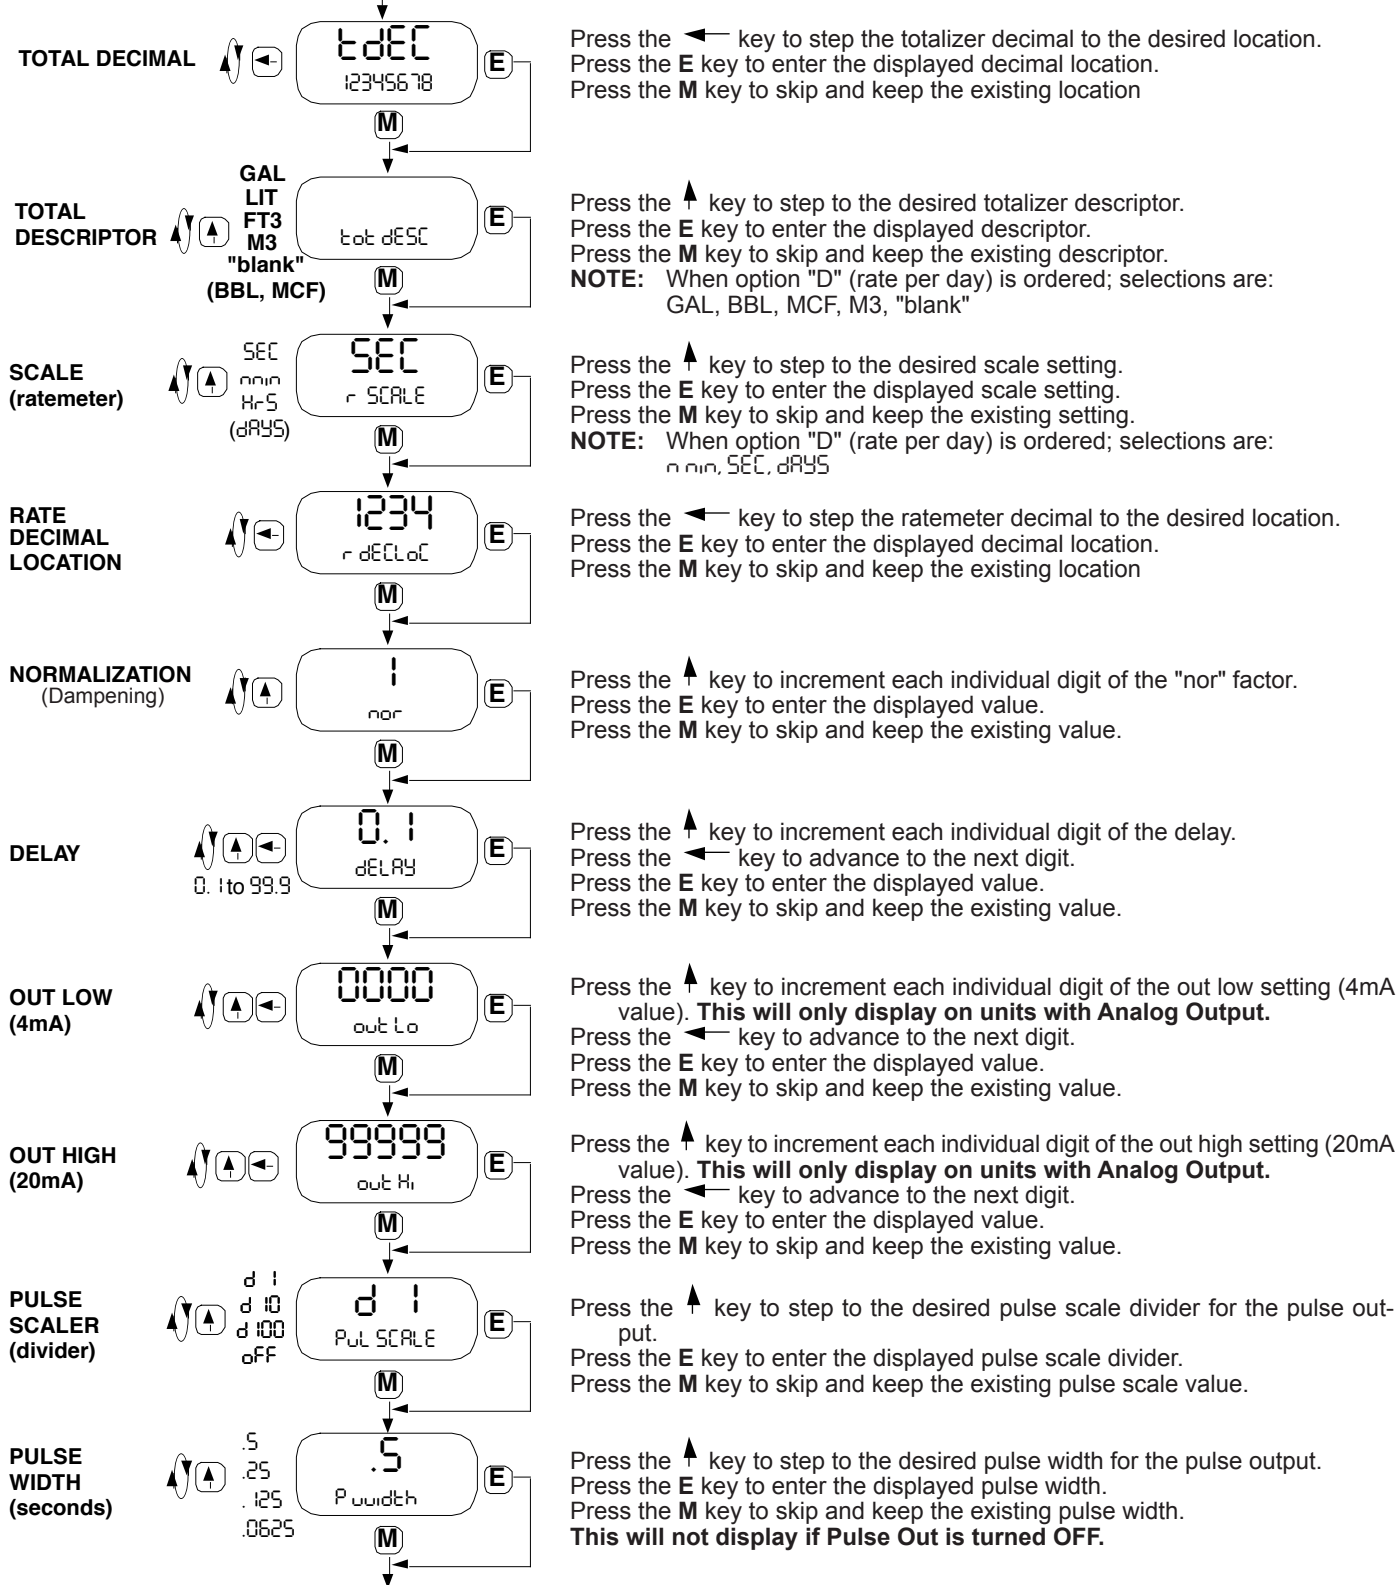 TOTAL DECIMAL
tdEC
12345678
E
M
Press the key to step the totalizer decimal to the desired location.
Press the E key to enter the displayed decimal location.
Press the M key to skip and keep the existing location
TOTAL
DESCRIPTOR
GAL
LIT
FT3
M3
"blank"
(BBL, MCF)
tot dESC
E
M
Press the key to step to the desired totalizer descriptor.
Press the E key to enter the displayed descriptor.
Press the M key to skip and keep the existing descriptor.
NOTE: When option "D" (rate per day) is ordered; selections are:
GAL, BBL, MCF, M3, "blank"
SCALE
(ratemeter)
SEC
nnin
HrS
(dAYS)
SEC
r SCALE
E
M
Press the key to step to the desired scale setting.
Press the E key to enter the displayed scale setting.
Press the M key to skip and keep the existing setting.
NOTE: When option "D" (rate per day) is ordered; selections are:
nnin, SEC, dAYS
RATE
DECIMAL
LOCATION
1234
r dECLoC
E
M
Press the key to step the ratemeter decimal to the desired location.
Press the E key to enter the displayed decimal location.
Press the M key to skip and keep the existing location
NORMALIZATION
(Dampening)
1
nor
E
M
Press the key to increment each individual digit of the "nor" factor.
Press the E key to enter the displayed value.
Press the M key to skip and keep the existing value.
DELAY
0.1 to 99.9
0.1
dELAY
E
M
Press the key to increment each individual digit of the delay.
Press the key to advance to the next digit.
Press the E key to enter the displayed value.
Press the M key to skip and keep the existing value.
OUT LOW
(4mA)
0000
out Lo
E
M
Press the key to increment each individual digit of the out low setting (4mA
value). This will only display on units with Analog Output.
Press the key to advance to the next digit.
Press the E key to enter the displayed value.
Press the M key to skip and keep the existing value.
OUT HIGH
(20mA)
99999
out Hi
E
M
Press the key to increment each individual digit of the out high setting (20mA
value). This will only display on units with Analog Output.
Press the key to advance to the next digit.
Press the E key to enter the displayed value.
Press the M key to skip and keep the existing value.
PULSE
SCALER
(divider)
d 1
d 10
d 100
oFF
d 1
PuL SCALE
E
M
Press the key to step to the desired pulse scale divider for the pulse out-
put.
Press the E key to enter the displayed pulse scale divider.
Press the M key to skip and keep the existing pulse scale value.
PULSE
WIDTH
(seconds)
.5
.25
.125
.0625
.5
P uuidth
E
M
Press the key to step to the desired pulse width for the pulse output.
Press the E key to enter the displayed pulse width.
Press the M key to skip and keep the existing pulse width.
This will not display if Pulse Out is turned OFF.